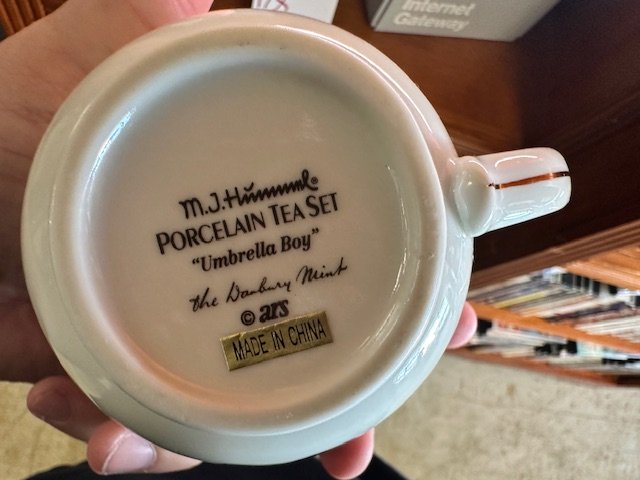 Internet
Gateway
M.J. Hummel®
PORCELAIN TEA SET
"Umbrella Boy"
the Danbury Mint
© ars
MADE IN CHINA